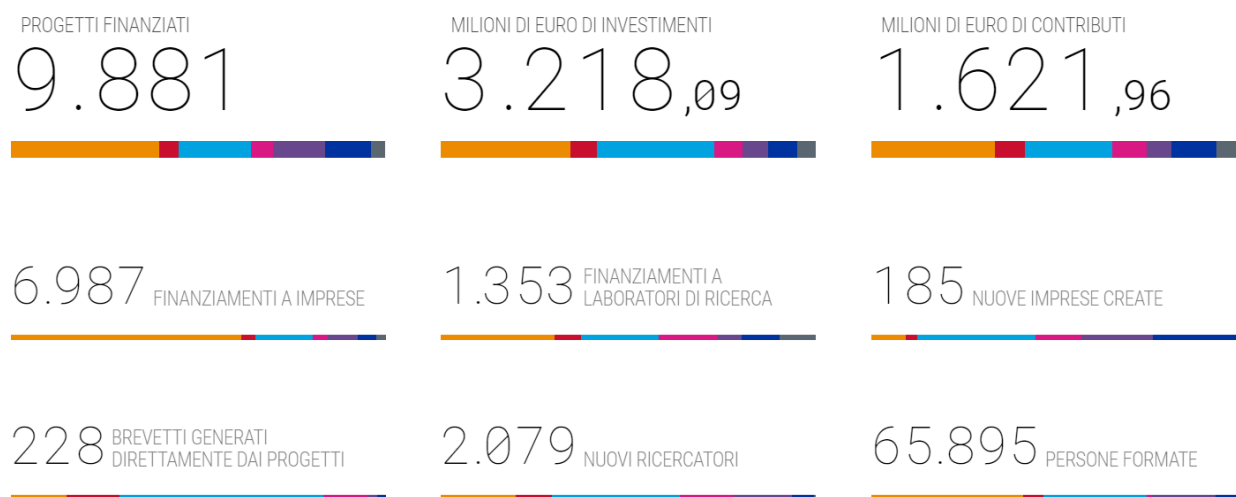 PROGETTI FINANZIATI
9.881
MILIONI DI EURO DI INVESTIMENTI
3.218,09
MILIONI DI EURO DI CONTRIBUTI
1.621,96
6.987 FINANZIAMENTI A IMPRESE
1.353 FINANZIAMENTI A
LABORATORI DI RICERCA
185 NUOVE IMPRESE CREATE
228 BREVETTI GENERATI
DIRETTAMENTE DAI PROGETTI
2.079 NUOVI RICERCATORI
65.895 PERSONE FORMATE